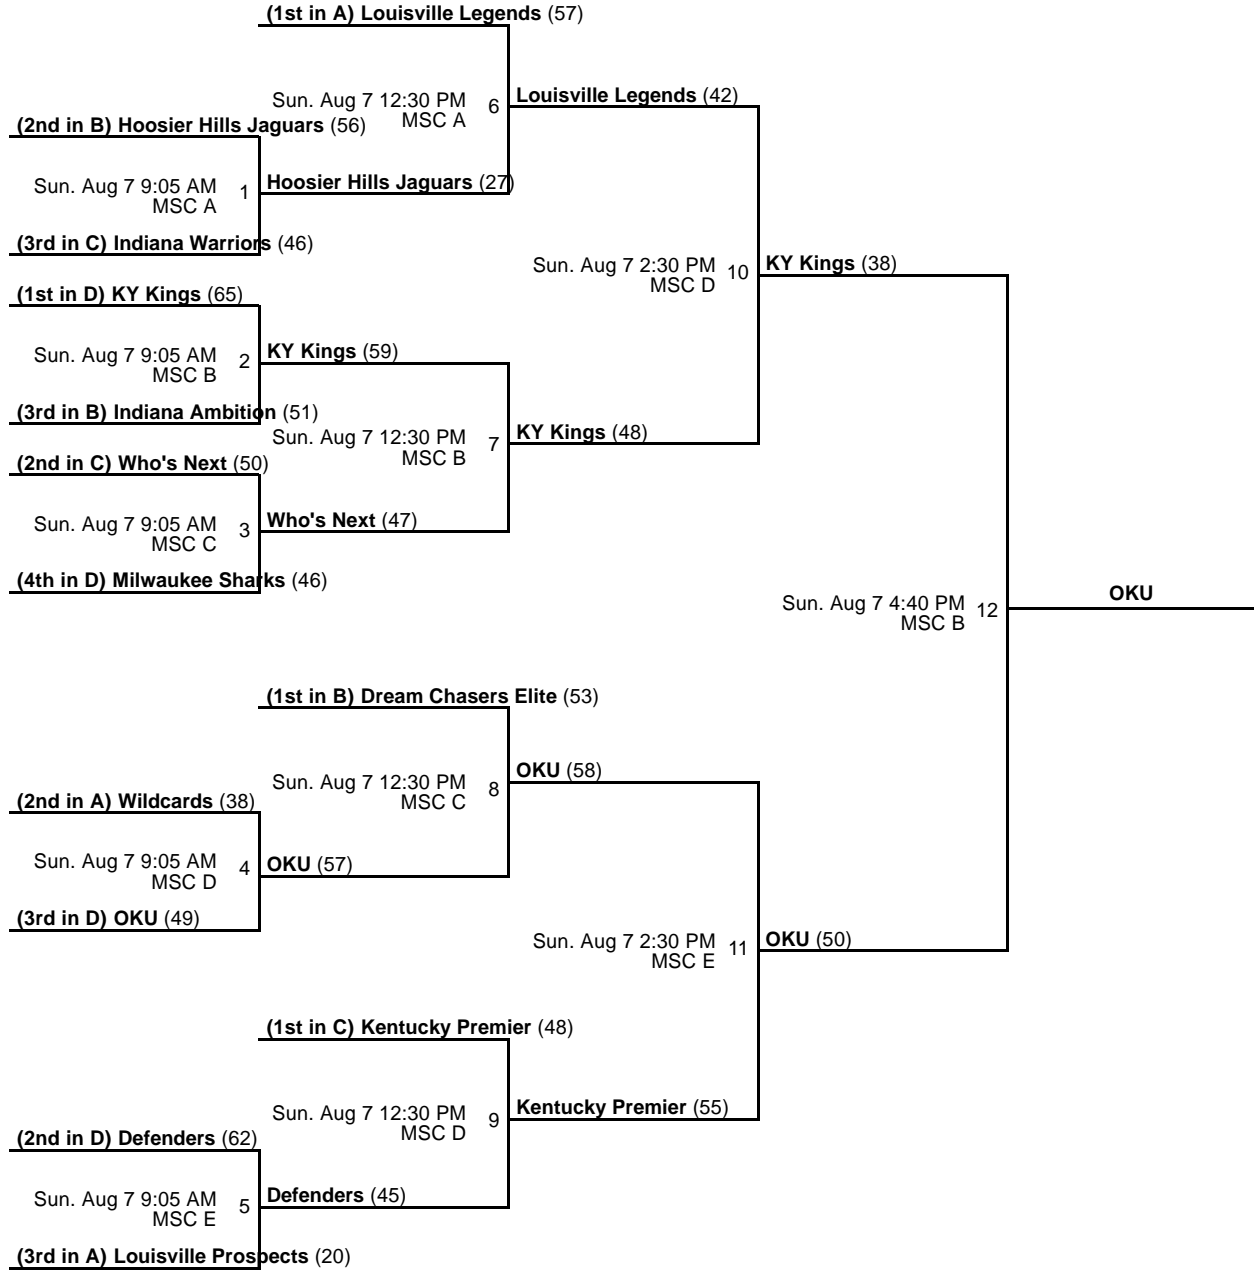 (1st in A) Louisville Legends (57)
Sun. Aug 7 12:30 PM
MSC A
6
Louisville Legends (42)
(2nd in B) Hoosier Hills Jaguars (56)
Sun. Aug 7 9:05 AM
MSC A
1
Hoosier Hills Jaguars (27)
(3rd in C) Indiana Warriors (46)
Sun. Aug 7 2:30 PM
MSC D
10
KY Kings (38)
(1st in D) KY Kings (65)
Sun. Aug 7 9:05 AM
MSC B
2
KY Kings (59)
(3rd in B) Indiana Ambition (51)
Sun. Aug 7 12:30 PM
MSC B
7
KY Kings (48)
(2nd in C) Who's Next (50)
Sun. Aug 7 9:05 AM
MSC C
3
Who's Next (47)
(4th in D) Milwaukee Sharks (46)
Sun. Aug 7 4:40 PM
MSC B
12
OKU
(1st in B) Dream Chasers Elite (53)
Sun. Aug 7 12:30 PM
MSC C
8
OKU (58)
(2nd in A) Wildcards (38)
Sun. Aug 7 9:05 AM
MSC D
4
OKU (57)
(3rd in D) OKU (49)
Sun. Aug 7 2:30 PM
MSC E
11
OKU (50)
(1st in C) Kentucky Premier (48)
Sun. Aug 7 12:30 PM
MSC D
9
Kentucky Premier (55)
(2nd in D) Defenders (62)
Sun. Aug 7 9:05 AM
MSC E
5
Defenders (45)
(3rd in A) Louisville Prospects (20)